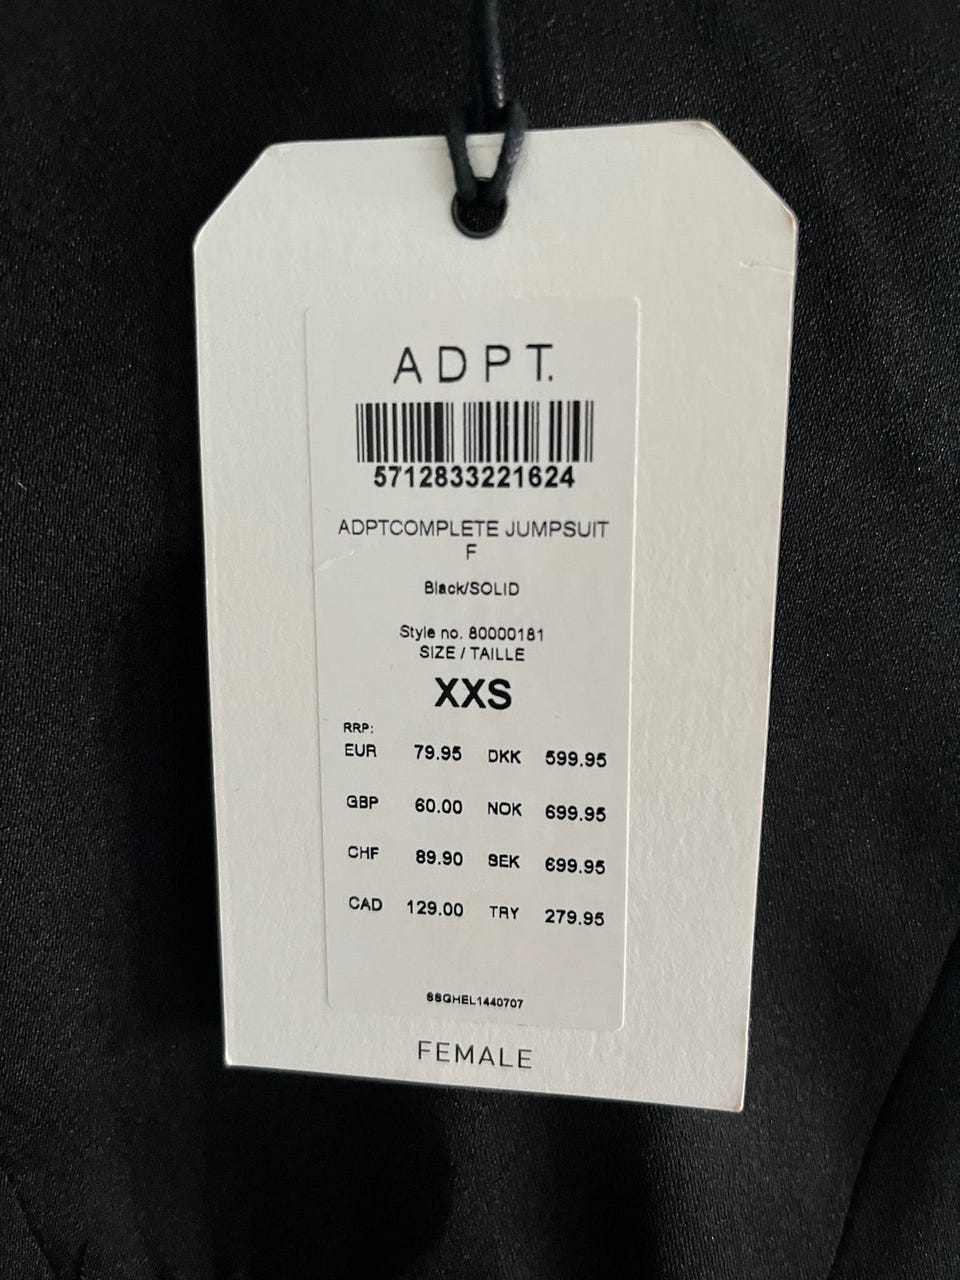 ADPT.
5712833221624
ADPTCOMPLETE JUMPSUIT
F
Black/SOLID
Style no. 80000181
SIZE / TAILLE
XXS
RRP:
EUR 79.95 DKK 599.95
GBP 60.00 NOK 699.95
CHF 89.90 SEK 699.95
CAD 129.00 TRY 279.95
SSGHEL1440707
FEMALE